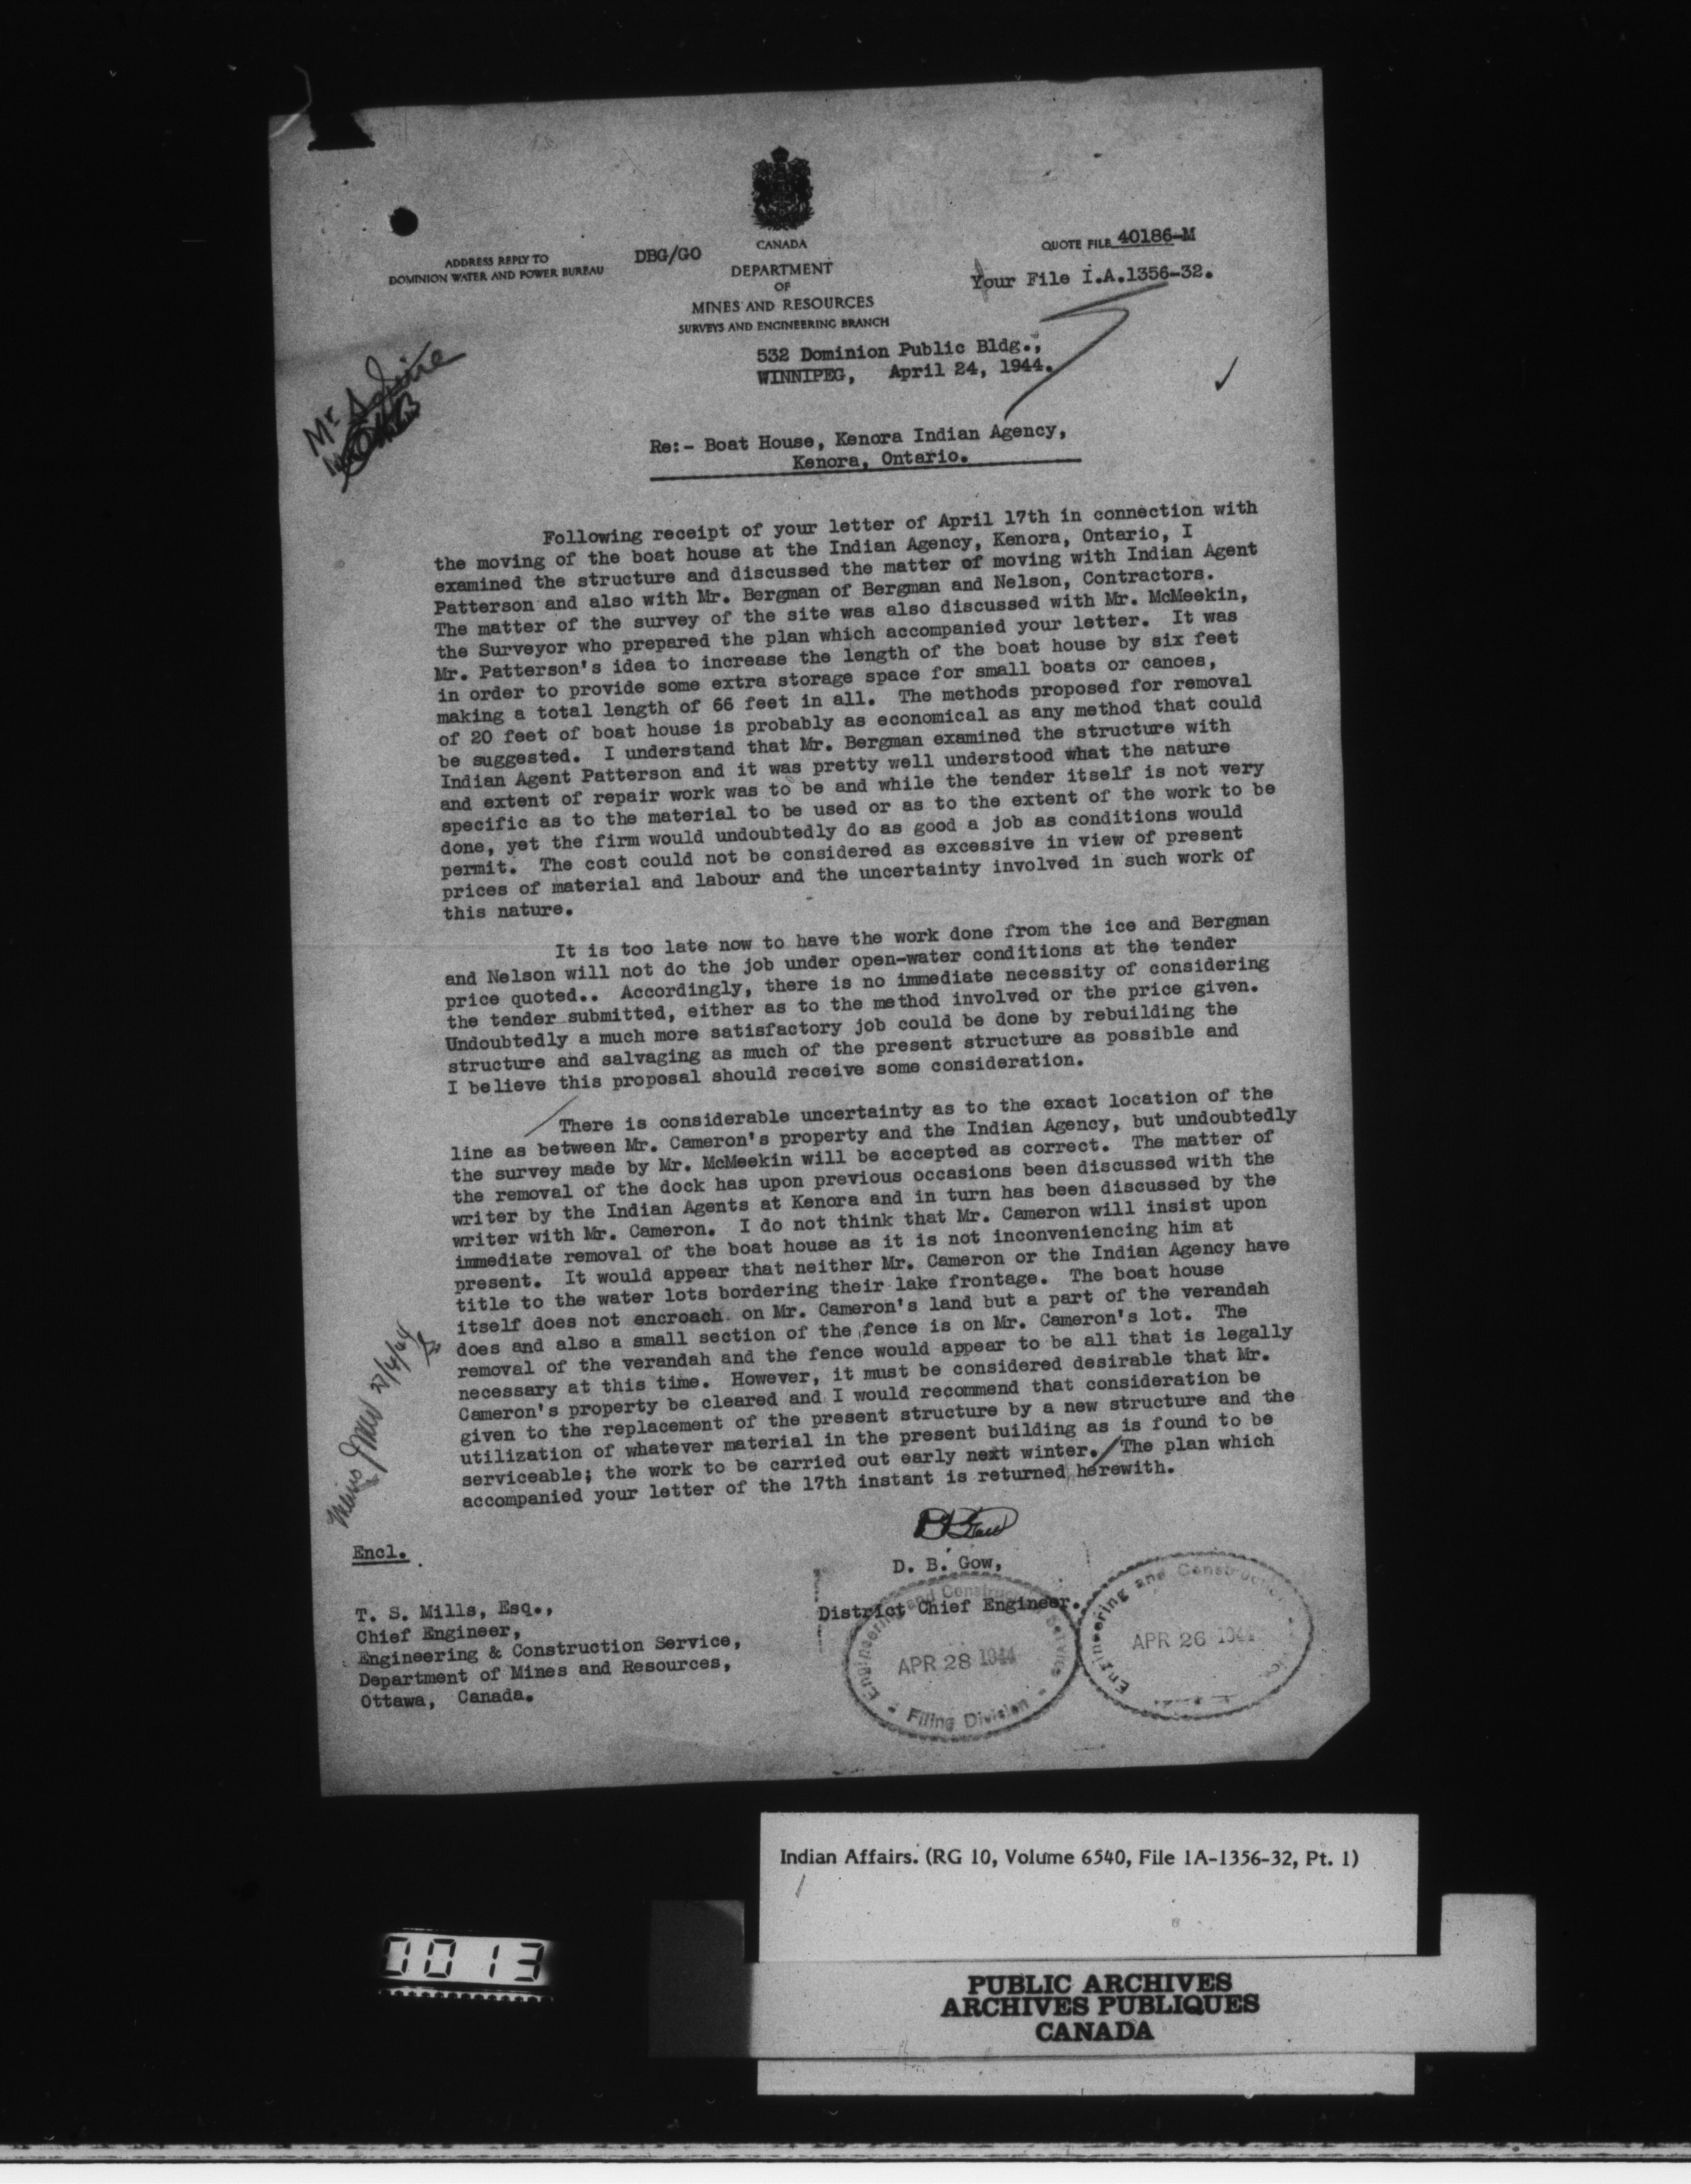 CANADA
ADDRESS REPLY TO
DOMINION WATER AND POWER BUREAU
DBG/GO
DEPARTMENT
OF
MINES AND RESOURCES
SURVEYS AND ENGINEERING BRANCH
QUOTE FILE 40186-M
Your File I.A.1356-32.
532 Dominion Public Bldg.,
WINNIPEG, April 24, 1944.
Mr
Re:- Boat House, Kenora Indian Agency,
Kenora, Ontario.
Following receipt of your letter of April 17th in connection with
the moving of the boat house at the Indian Agency, Kenora, Ontario, I
examined the structure and discussed the matter of moving with Indian Agent
Patterson and also with Mr. Bergman of Bergman and Nelson, Contractors.
The matter of the survey of the site was also discussed with Mr. McMeekin,
the Surveyor who prepared the plan which accompanied your letter. It was
Mr. Patterson's idea to increase the length of the boat house by six feet
in order to provide some extra storage space for small boats or canoes,
making a total length of 66 feet in all. The methods proposed for removal
of 20 feet of boat house is probably as economical as any method that could
be suggested. I understand that Mr. Bergman examined the structure with
Indian Agent Patterson and it was pretty well understood what the nature
and extent of repair work was to be and while the tender itself is not very
specific as to the material to be used or as to the extent of the work to be
done, yet the firm would undoubtedly do as good a job as conditions would
permit. The cost could not be considered as excessive in view of present
prices of material and labour and the uncertainty involved in such work of
this nature.
It is too late now to have the work done from the ice and Bergman
and Nelson will not do the job under open-water conditions at the tender
price quoted.. Accordingly, there is no immediate necessity of considering
the tender submitted, either as to the method involved or the price given.
Undoubtedly a much more satisfactory job could be done by rebuilding the
structure and salvaging as much of the present structure as possible and
I believe this proposal should receive some consideration.
There is considerable uncertainty as to the exact location of the
line as between Mr. Cameron's property and the Indian Agency, but undoubtedly
the survey made by Mr. McMeekin will be accepted as correct. The matter of
the removal of the dock has upon previous occasions been discussed with the
writer by the Indian Agents at Kenora and in turn has been discussed by the
writer with Mr. Cameron. I do not think that Mr. Cameron will insist upon
immediate removal of the boat house as it is not inconveniencing him at
present. It would appear that neither Mr. Cameron or the Indian Agency have
title to the water lots bordering their lake frontage. The boat house
itself does not encroach on Mr. Cameron's land but a part of the verandah
does and also a small section of the fence is on Mr. Cameron's lot. The
removal of the verandah and the fence would appear to be all that is legally
necessary at this time. However, it must be considered desirable that Mr.
Cameron's property be cleared and I would recommend that consideration be
given to the replacement of the present structure by a new structure and the
utilization of whatever material in the present building as is found to be
serviceable; the work to be carried out early next winter. The plan which
accompanied your letter of the 17th instant is returned herewith.
Encl.
D. B. Gow,
District Chief Engineer.
T. S. Mills, Esq.,
Chief Engineer,
Engineering & Construction Service,
Department of Mines and Resources,
Ottawa, Canada.
Engineering and Construction Service
APR 28 1944
Filing Division
Engineering and Construction
APR 26 1944
Indian Affairs. (RG 10, Volume 6540, File 1A-1356-32, Pt. 1)
0013
PUBLIC ARCHIVES
ARCHIVES PUBLIQUES
CANADA